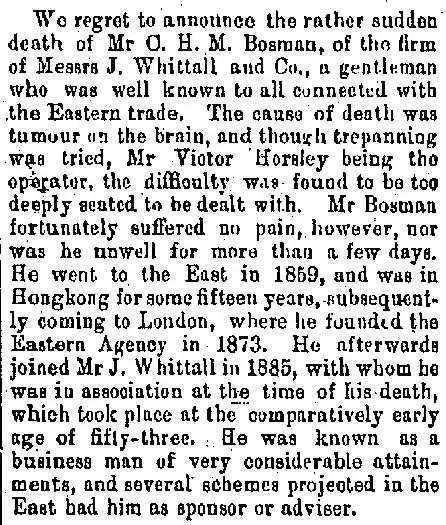 We regret to announce the rather sudden
death of Mr C. H. M. Bosman, of the firm
of Messrs J. Whittall and Co., a gentleman
who was well known to all connected with
the Eastern trade. The cause of death was
tumour on the brain, and though trepanning
was tried, Mr Victor Horsley being the
operator, the difficulty was found to be too
deeply seated to be dealt with. Mr Bosman
fortunately suffered no pain, however, nor
was he unwell for more than a few days.
He went to the East in 1859, and was in
Hongkong for some fifteen years, subsequent-
ly coming to London, where he founded the
Eastern Agency in 1873. He afterwards
joined Mr J. Whittall in 1885, with whom he
was in association at the time of his death,
which took place at the comparatively early
age of fifty-three. He was known as a
business man of very considerable attain-
ments, and several schemes projected in the
East had him as sponsor or adviser.